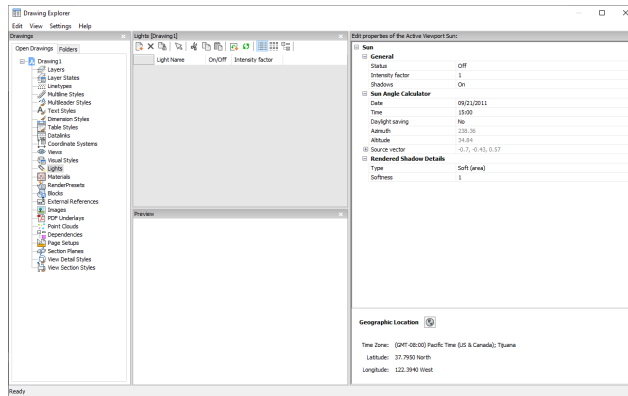 Drawing Explorer
Edit View Settings Help
Drawings
Open Drawings Folders
Drawing1
Layers
Layer States
Linetypes
Multiline Styles
Multileader Styles
Text Styles
Dimension Styles
Table Styles
Datalinks
Coordinate Systems
Views
Visual Styles
Lights
Materials
RenderPresets
Blocks
External References
Images
PDF Underlays
Point Clouds
Dependencies
Page Setups
Section Planes
View Detail Styles
View Section Styles
Lights [Drawing1]
Light Name On/Off Intensity factor
Preview
Edit properties of the Active Viewport Sun:
Sun
General
Status Off
Intensity factor 1
Shadows On
Sun Angle Calculator
Date 09/21/2011
Time 15:00
Daylight saving No
Azimuth 238.36
Altitude 34.84
Source vector -0.7, -0.43, 0.57
Rendered Shadow Details
Type Soft (area)
Softness 1
Geographic Location
Time Zone: (GMT-08:00) Pacific Time (US & Canada); Tijuana
Latitude: 37.7950 North
Longitude: 122.3940 West
Ready